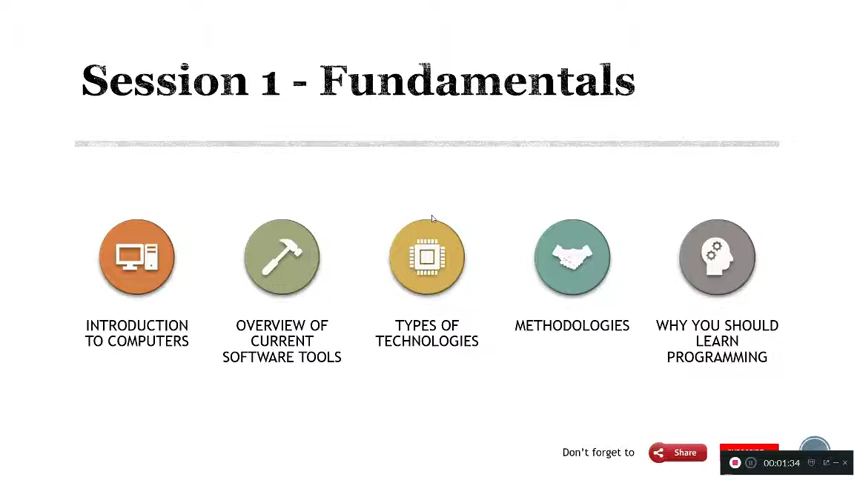 Session 1 - Fundamentals
INTRODUCTION
TO COMPUTERS
OVERVIEW OF
CURRENT
SOFTWARE TOOLS
TYPES OF
TECHNOLOGIES
METHODOLOGIES
WHY YOU SHOULD
LEARN
PROGRAMMING
Don't forget to
Share
00:01:34